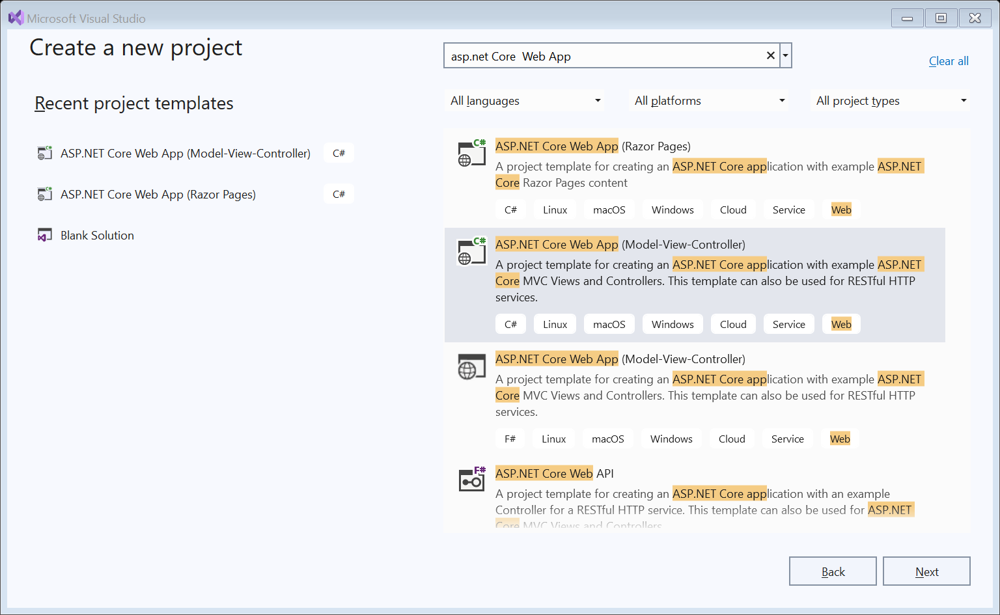 Microsoft Visual Studio
Create a new project
asp.net Core  Web App
Clear all
Recent project templates
All languages
All platforms
All project types
ASP.NET Core Web App (Model-View-Controller)
C#
ASP.NET Core Web App (Razor Pages)
C#
Blank Solution
C#
ASP.NET Core Web App (Razor Pages)
A project template for creating an ASP.NET Core application with example ASP.NET
Core Razor Pages content
C# Linux macOS Windows Cloud Service Web
C#
ASP.NET Core Web App (Model-View-Controller)
A project template for creating an ASP.NET Core application with example ASP.NET
Core MVC Views and Controllers. This template can also be used for RESTful HTTP
services.
C# Linux macOS Windows Cloud Service Web
ASP.NET Core Web App (Model-View-Controller)
A project template for creating an ASP.NET Core application with example ASP.NET
Core MVC Views and Controllers. This template can also be used for RESTful HTTP
services.
F# Linux macOS Windows Cloud Service Web
F#
ASP.NET Core Web API
A project template for creating an ASP.NET Core application with an example
Controller for a RESTful HTTP service. This template can also be used for ASP.NET
Core MVC Views and Controllers
Back
Next